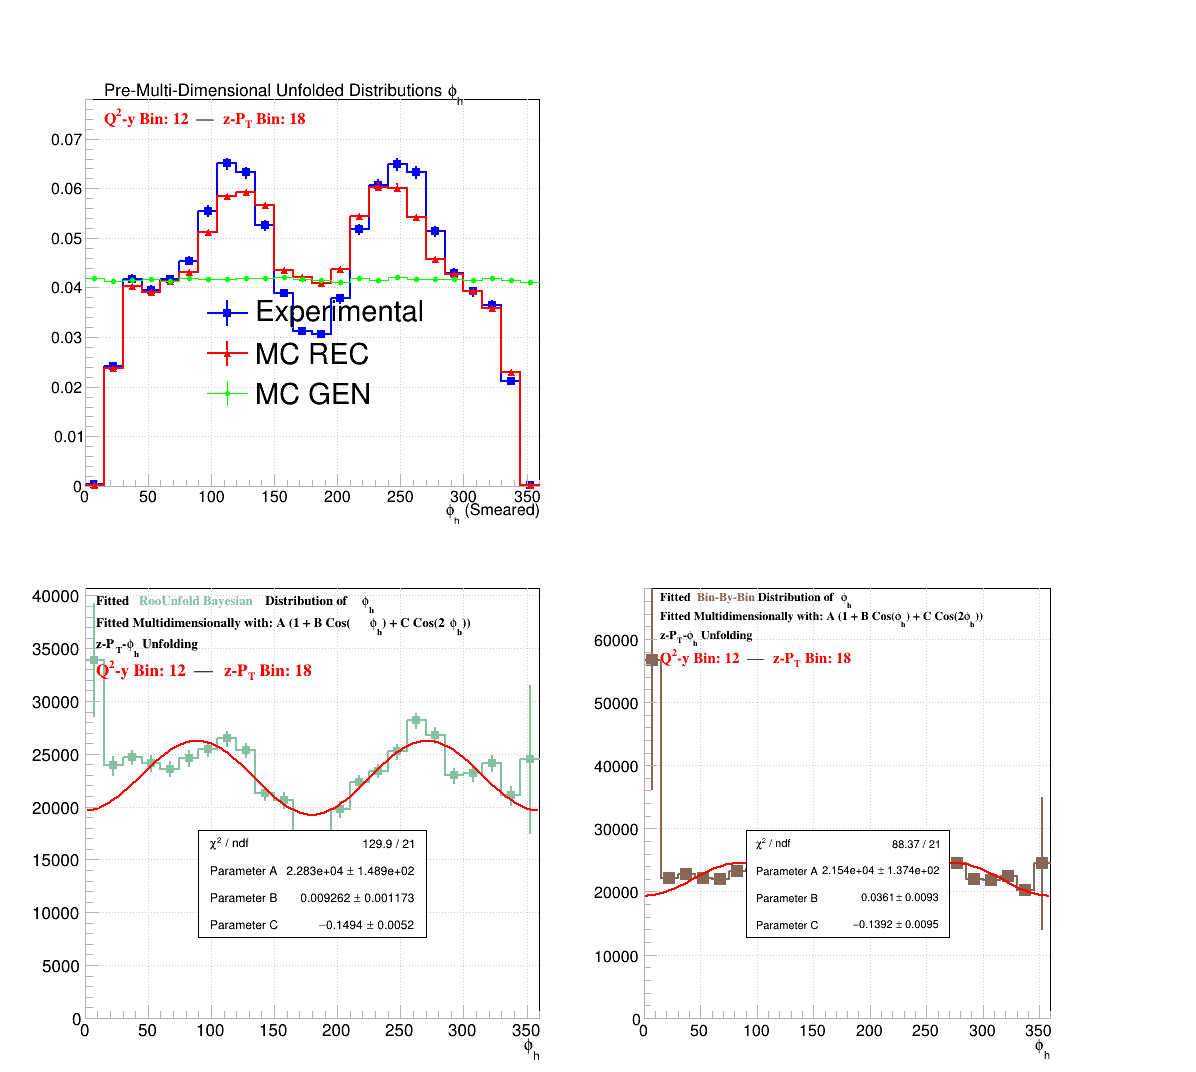 Pre-Multi-Dimensional Unfolded Distributions ϕh
Q²-y Bin: 12 — z-PT Bin: 18
0.07
0.06
0.05
0.04
0.03
0.02
0.01
0
Experimental
MC REC
MC GEN
0 50 100 150 200 250 300 350
ϕh (Smeared)
Fitted RooUnfold Bayesian Distribution of ϕh
Fitted Multidimensionally with: A (1 + B Cos( ϕh) + C Cos(2 ϕh))
z-PT-ϕh Unfolding
Q²-y Bin: 12 — z-PT Bin: 18
40000
35000
30000
25000
20000
15000
10000
5000
0
χ² / ndf 129.9 / 21
Parameter A 2.283e+04 ± 1.489e+02
Parameter B 0.009262 ± 0.001173
Parameter C −0.1494 ± 0.0052
0 50 100 150 200 250 300 350
ϕh
Fitted Bin-By-Bin Distribution of ϕh
Fitted Multidimensionally with: A (1 + B Cos(ϕh) + C Cos(2ϕh))
z-PT-ϕh Unfolding
Q²-y Bin: 12 — z-PT Bin: 18
60000
50000
40000
30000
20000
10000
0
χ² / ndf 88.37 / 21
Parameter A 2.154e+04 ± 1.374e+02
Parameter B 0.0361 ± 0.0093
Parameter C −0.1392 ± 0.0095
0 50 100 150 200 250 300 350
ϕh